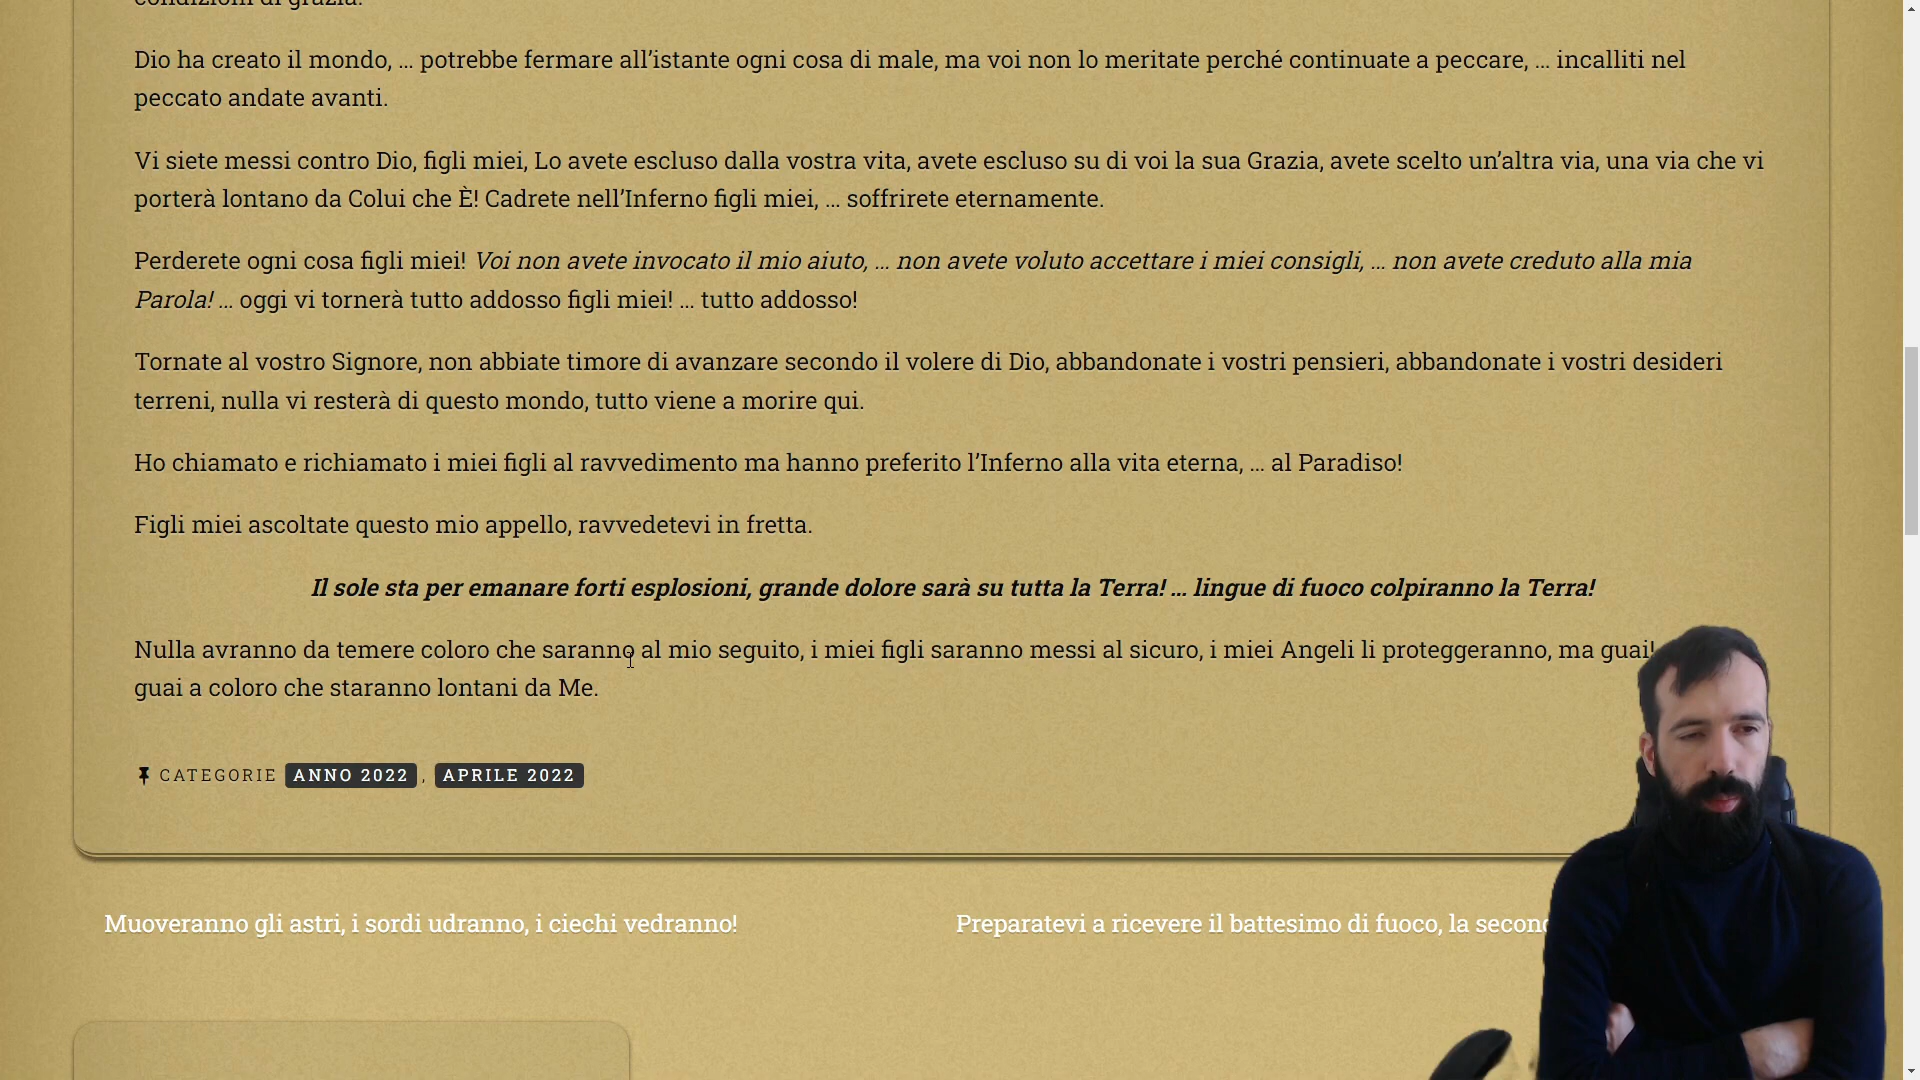 condizioni di grazia.
Dio ha creato il mondo, … potrebbe fermare all’istante ogni cosa di male, ma voi non lo meritate perché continuate a peccare, … incalliti nel
peccato andate avanti.
Vi siete messi contro Dio, figli miei, Lo avete escluso dalla vostra vita, avete escluso su di voi la sua Grazia, avete scelto un’altra via, una via che vi
porterà lontano da Colui che È! Cadrete nell’Inferno figli miei, … soffrirete eternamente.
Perderete ogni cosa figli miei! Voi non avete invocato il mio aiuto, … non avete voluto accettare i miei consigli, … non avete creduto alla mia
Parola! … oggi vi tornerà tutto addosso figli miei! … tutto addosso!
Tornate al vostro Signore, non abbiate timore di avanzare secondo il volere di Dio, abbandonate i vostri pensieri, abbandonate i vostri desideri
terreni, nulla vi resterà di questo mondo, tutto viene a morire qui.
Ho chiamato e richiamato i miei figli al ravvedimento ma hanno preferito l’Inferno alla vita eterna, … al Paradiso!
Figli miei ascoltate questo mio appello, ravvedetevi in fretta.
Il sole sta per emanare forti esplosioni, grande dolore sarà su tutta la Terra! … lingue di fuoco colpiranno la Terra!
Nulla avranno da temere coloro che saranno al mio seguito, i miei figli saranno messi al sicuro, i miei Angeli li proteggeranno, ma guai!
guai a coloro che staranno lontani da Me.
CATEGORIE ANNO 2022 , APRILE 2022
Muoveranno gli astri, i sordi udranno, i ciechi vedranno!
Preparatevi a ricevere il battesimo di fuoco, la